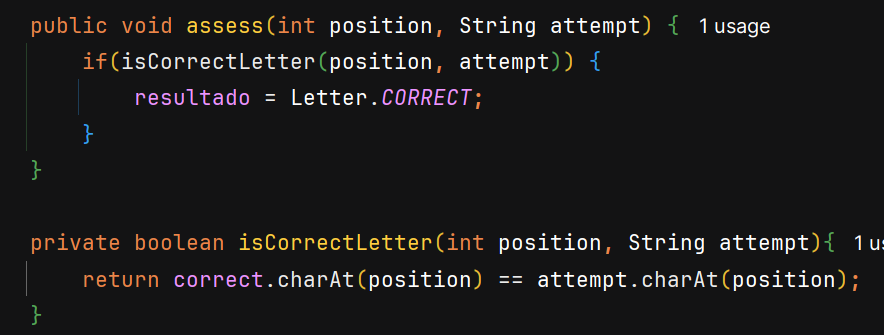 public void assess(int position, String attempt) { 1 usage
if(isCorrectLetter(position, attempt)) {
resultado = Letter.CORRECT;
}
}
private boolean isCorrectLetter(int position, String attempt){ 1 us
return correct.charAt(position) == attempt.charAt(position);
}